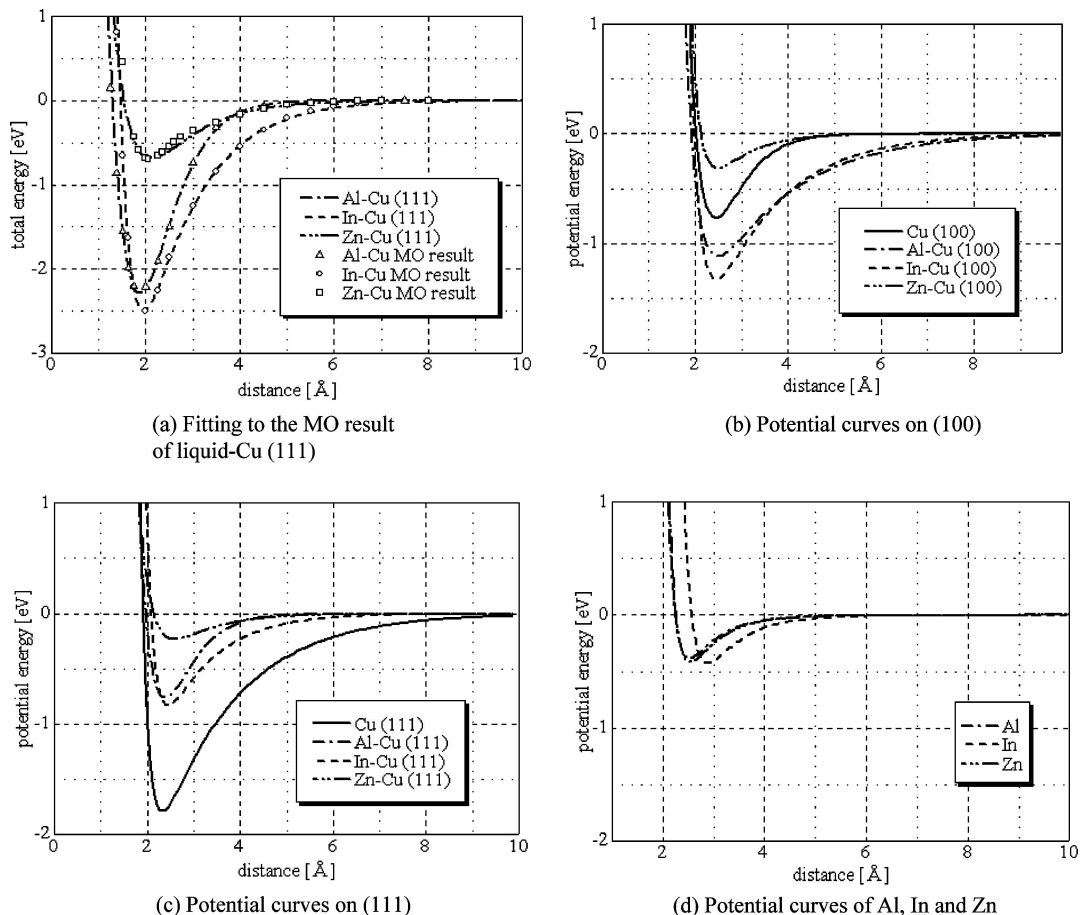 1
0
-1
-2
-3
total energy [eV]
Al-Cu (111)
In-Cu (111)
Zn-Cu (111)
Al-Cu MO result
In-Cu MO result
Zn-Cu MO result
0 2 4 6 8 10
distance [Å]
(a) Fitting to the MO result
of liquid-Cu (111)
1
0
-1
-2
potential energy [eV]
Cu (100)
Al-Cu (100)
In-Cu (100)
Zn-Cu (100)
0 2 4 6 8
distance [Å]
(b) Potential curves on (100)
1
0
-1
-2
potential energy [eV]
Cu (111)
Al-Cu (111)
In-Cu (111)
Zn-Cu (111)
0 2 4 6 8 10
distance [Å]
(c) Potential curves on (111)
1
0
-1
-2
potential energy [eV]
Al
In
Zn
2 4 6 8 10
distance [Å]
(d) Potential curves of Al, In and Zn